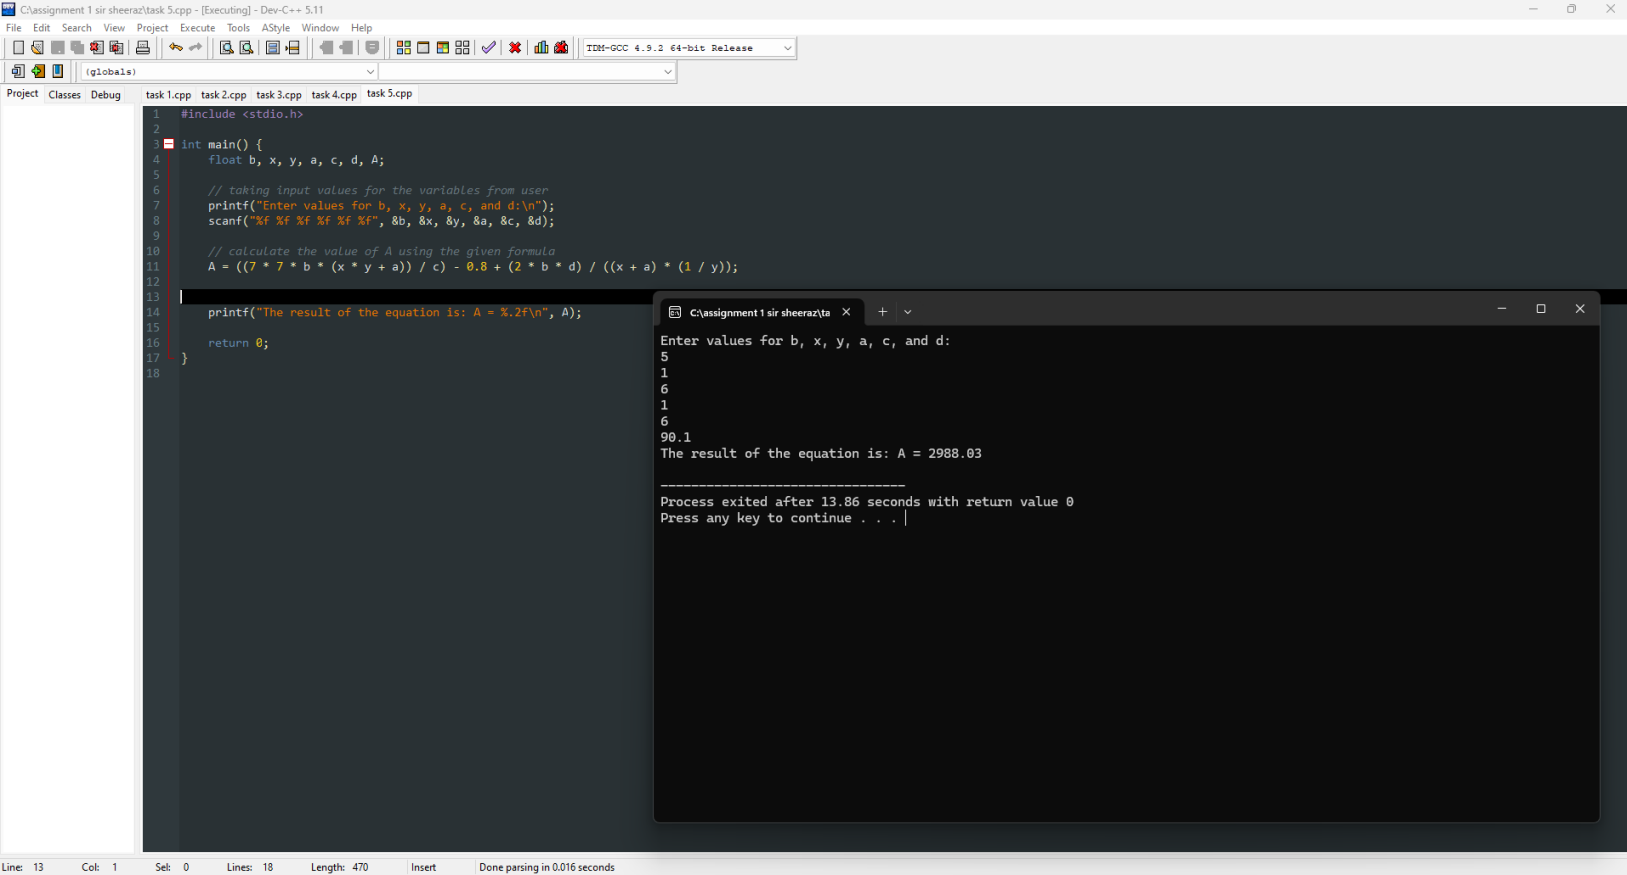 C:\assignment 1 sir sheeraz\task 5.cpp - [Executing] - Dev-C++ 5.11
File Edit Search View Project Execute Tools AStyle Window Help
TDM-GCC 4.9.2 64-bit Release
(globals)
Project Classes Debug task 1.cpp task 2.cpp task 3.cpp task 4.cpp task 5.cpp
1 #include <stdio.h>
2
3 int main() {
4 float b, x, y, a, c, d, A;
5
6 // taking input values for the variables from user
7 printf("Enter values for b, x, y, a, c, and d:\n");
8 scanf("%f %f %f %f %f %f", &b, &x, &y, &a, &c, &d);
9
10 // calculate the value of A using the given formula
11 A = ((7 * 7 * b * (x * y + a)) / c) - 0.8 + (2 * b * d) / ((x + a) * (1 / y));
12
13
14 printf("The result of the equation is: A = %.2f\n", A);
15
16 return 0;
17 }
18
C:\assignment 1 sir sheeraz\ta
Enter values for b, x, y, a, c, and d:
5
1
6
1
6
90.1
The result of the equation is: A = 2988.03
--------------------------------
Process exited after 13.86 seconds with return value 0
Press any key to continue . . .
Line: 13 Col: 1 Sel: 0 Lines: 18 Length: 470 Insert Done parsing in 0.016 seconds